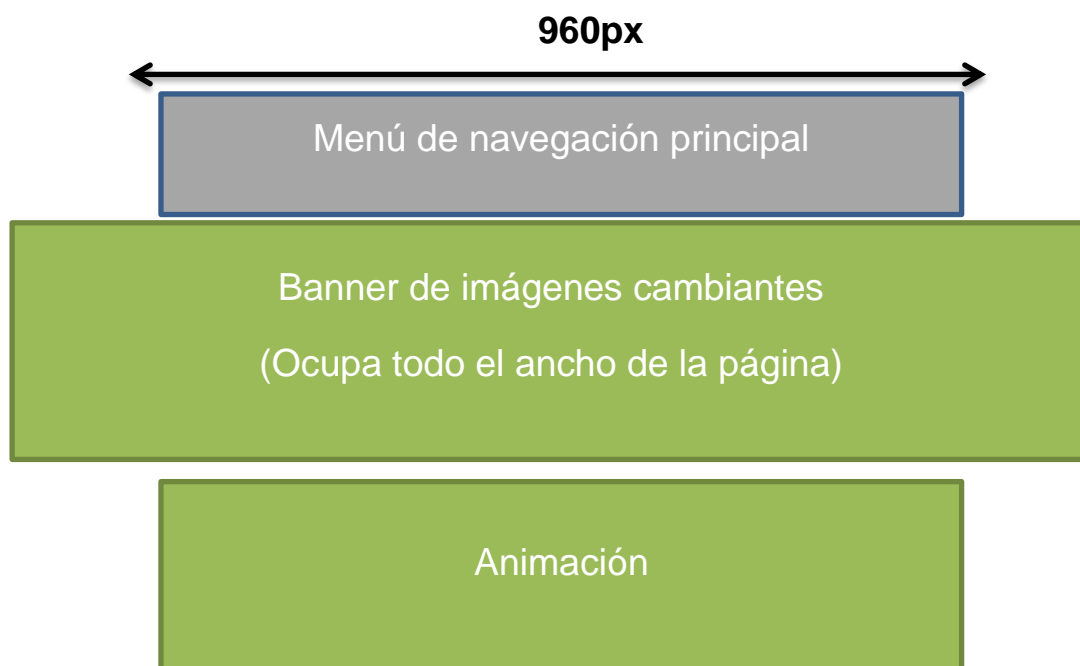 960px
Menú de navegación principal
Banner de imágenes cambiantes
(Ocupa todo el ancho de la página)
Animación